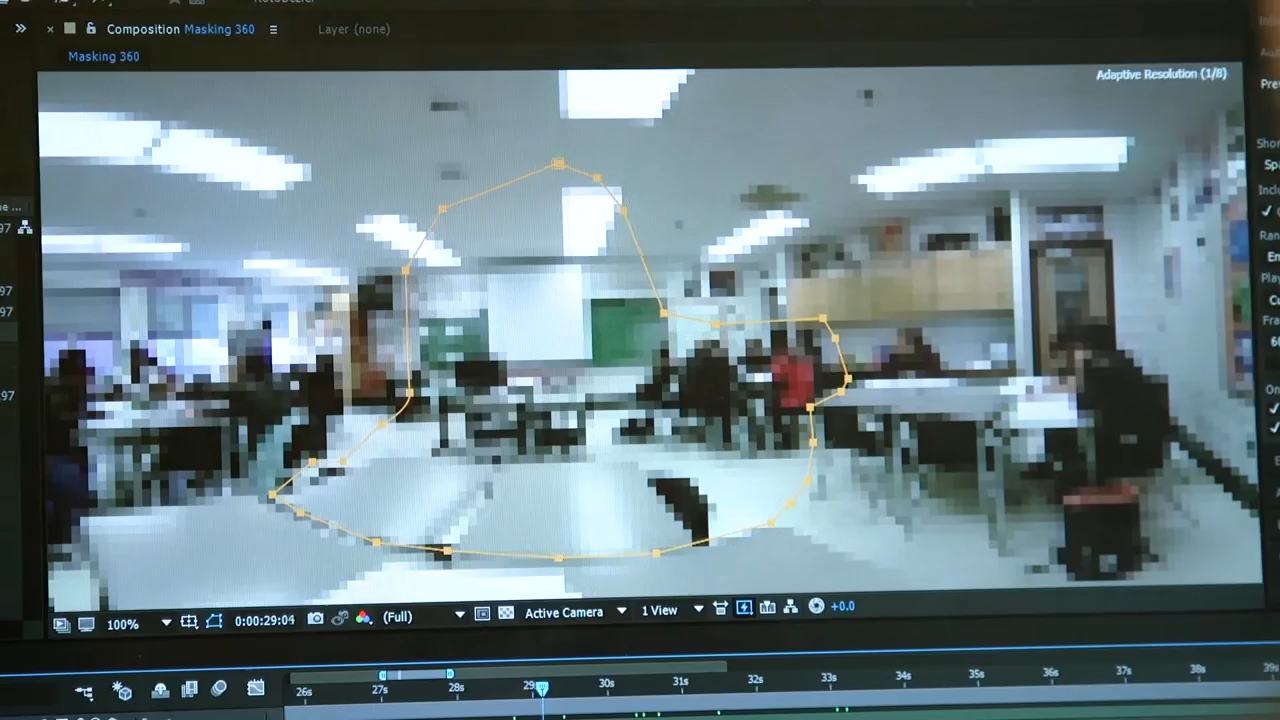 Composition Masking 360
Layer (none)
Masking 360
Adaptive Resolution (1/8)
100%
0:00:29:04
(Full)
Active Camera
1 View
+0.0
26s
27s
28s
29s
30s
31s
32s
33s
34s
35s
36s
37s
38s
39s